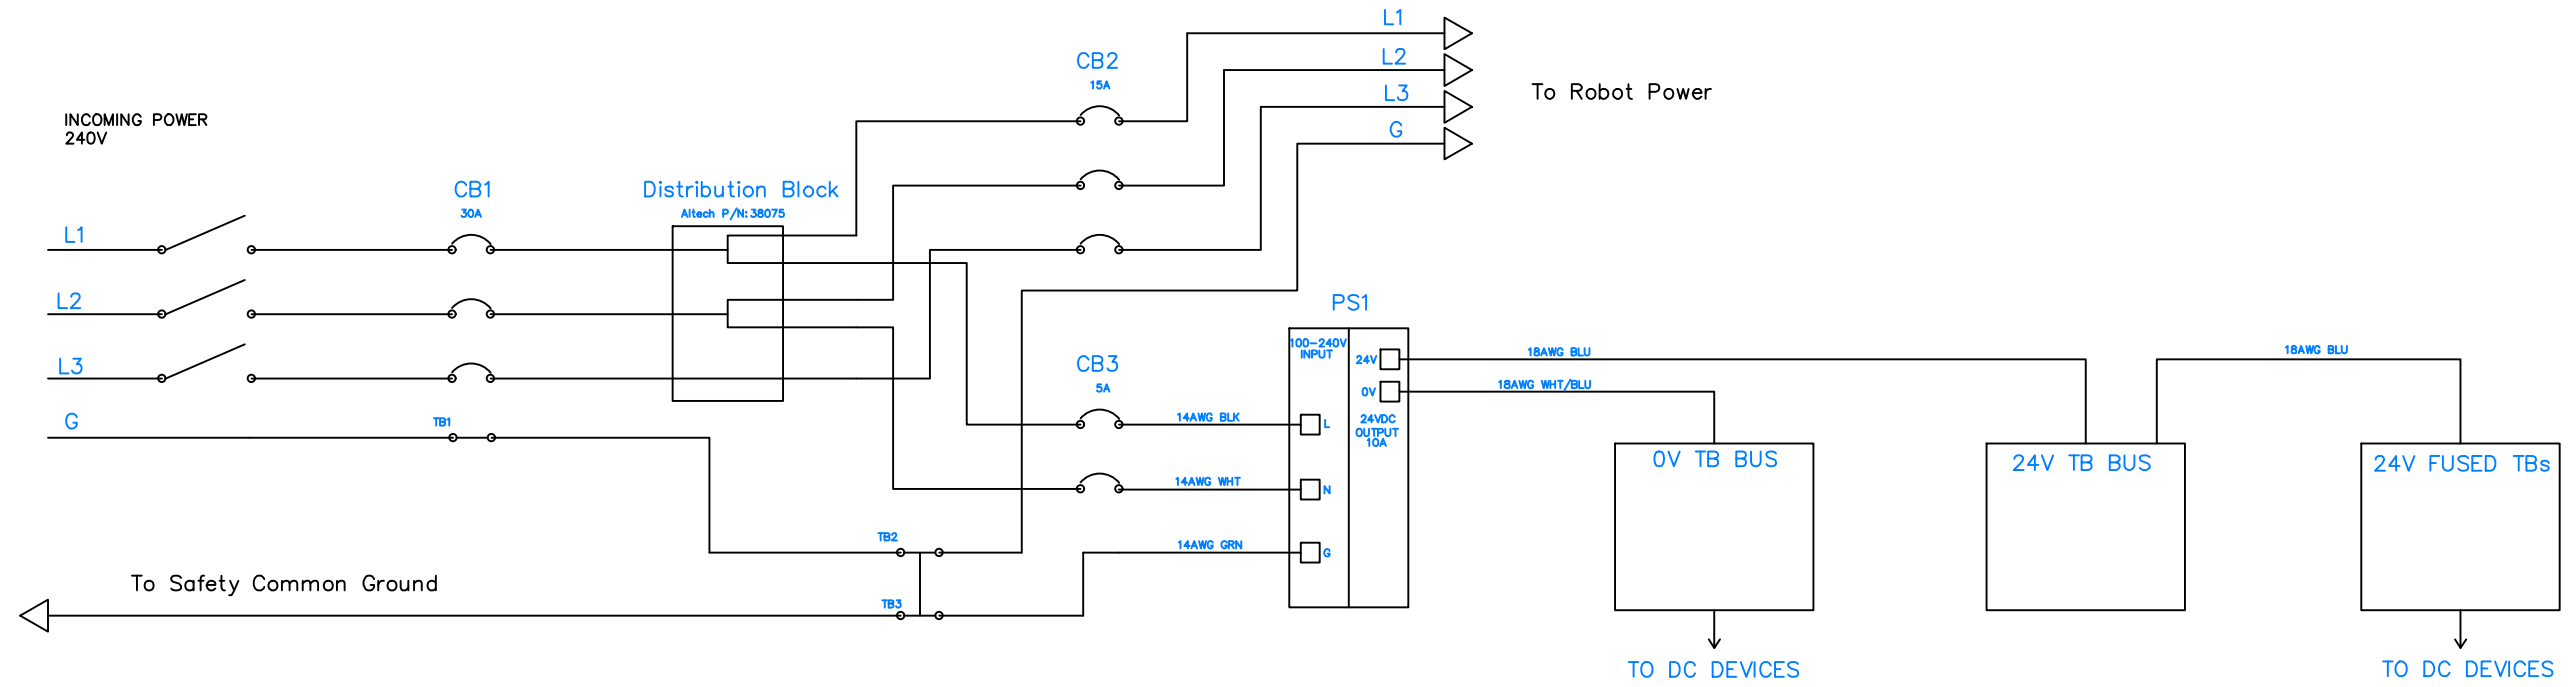 INCOMING POWER
240V
L1
L2
L3
G
CB1
30A
TB1
Distribution Block
Altech P/N: 38075
CB2
15A
L1
L2
L3
G
To Robot Power
CB3
5A
14AWG BLK
14AWG WHT
14AWG GRN
TB2
TB3
To Safety Common Ground
PS1
100-240V
INPUT
L
N
G
24V
0V
24VDC
OUTPUT
10A
18AWG BLU
18AWG WHT/BLU
18AWG BLU
0V TB BUS
24V TB BUS
24V FUSED TBs
TO DC DEVICES
TO DC DEVICES